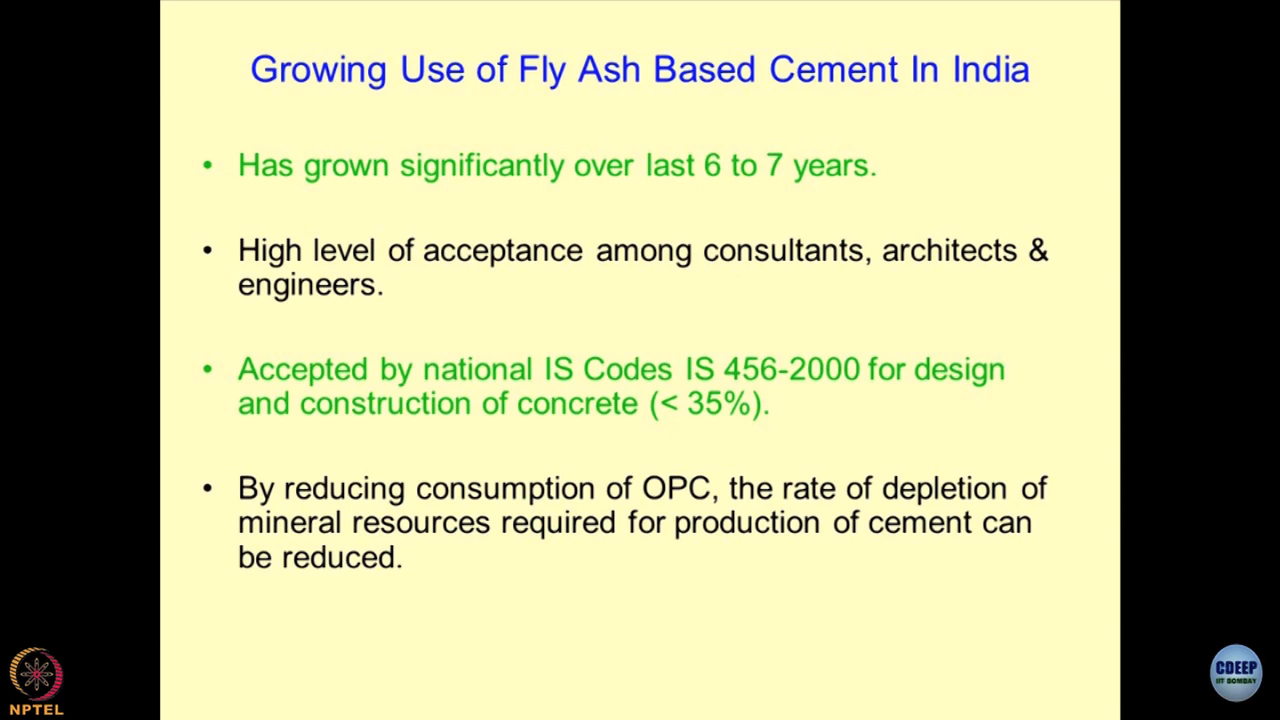 Growing Use of Fly Ash Based Cement In India
• Has grown significantly over last 6 to 7 years.
• High level of acceptance among consultants, architects &
engineers.
• Accepted by national IS Codes IS 456-2000 for design
and construction of concrete (< 35%).
• By reducing consumption of OPC, the rate of depletion of
mineral resources required for production of cement can
be reduced.
NPTEL
CDEEP
IIT BOMBAY